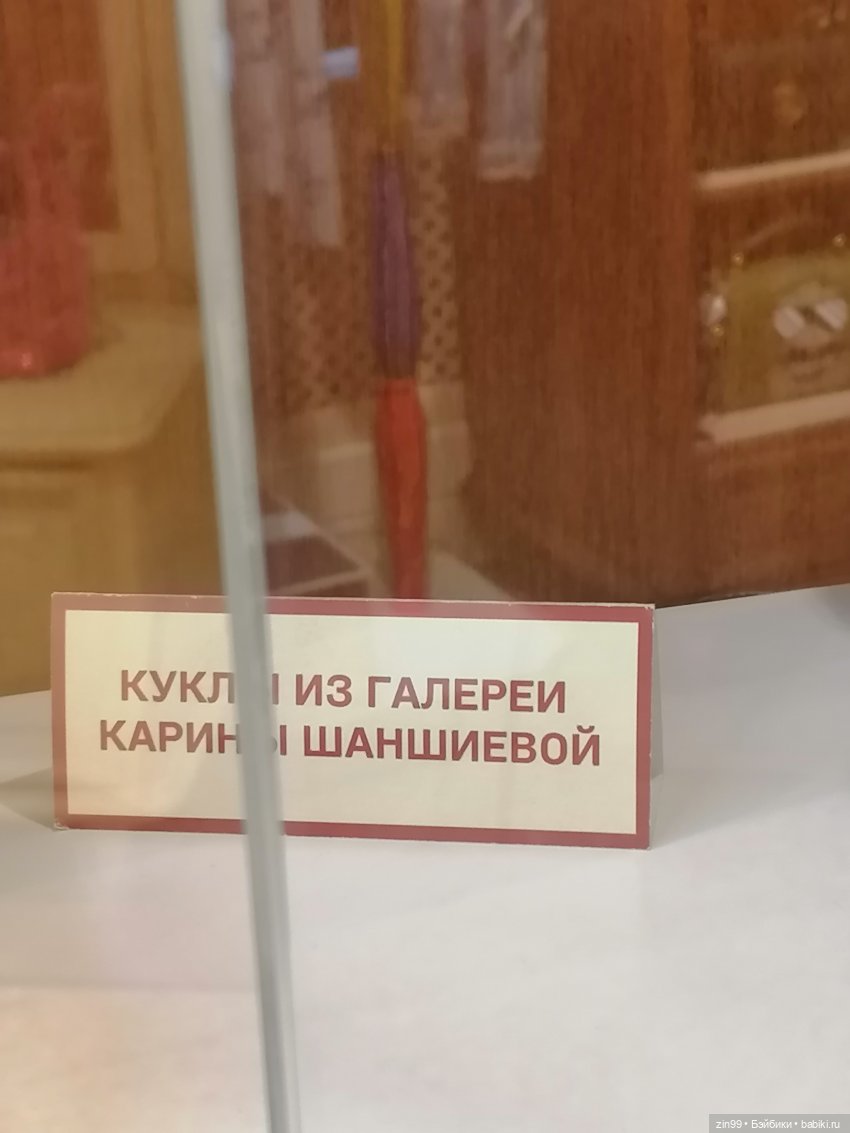 КУКЛЫ ИЗ ГАЛЕРЕИ
КАРИНЫ ШАНШИЕВОЙ
zin99 • Бэйбики • babiki.ru